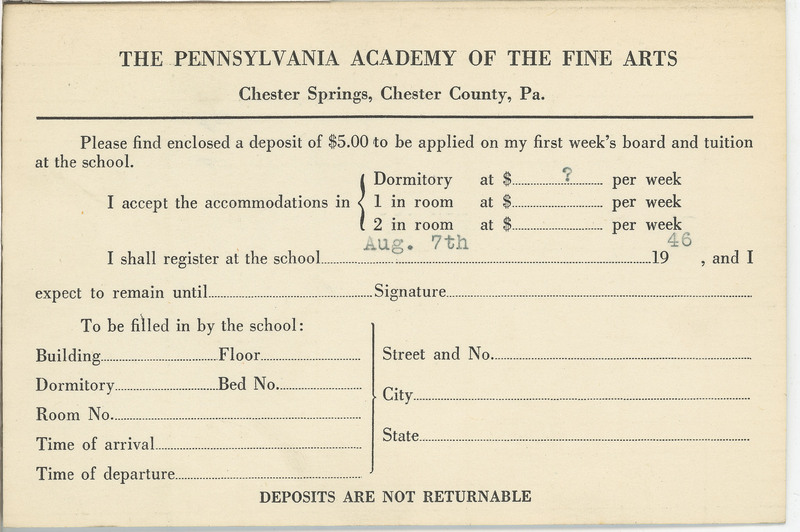 THE PENNSYLVANIA ACADEMY OF THE FINE ARTS
Chester Springs, Chester County, Pa.
Please find enclosed a deposit of $5.00 to be applied on my first week's board and tuition
at the school.
I accept the accommodations in { Dormitory at $ ? per week
1 in room at $ per week
2 in room at $ per week
I shall register at the school Aug. 7th 1946, and I
expect to remain until Signature
To be filled in by the school:
Building Floor
Dormitory Bed No.
Room No.
Time of arrival
Time of departure
Street and No.
City
State
DEPOSITS ARE NOT RETURNABLE